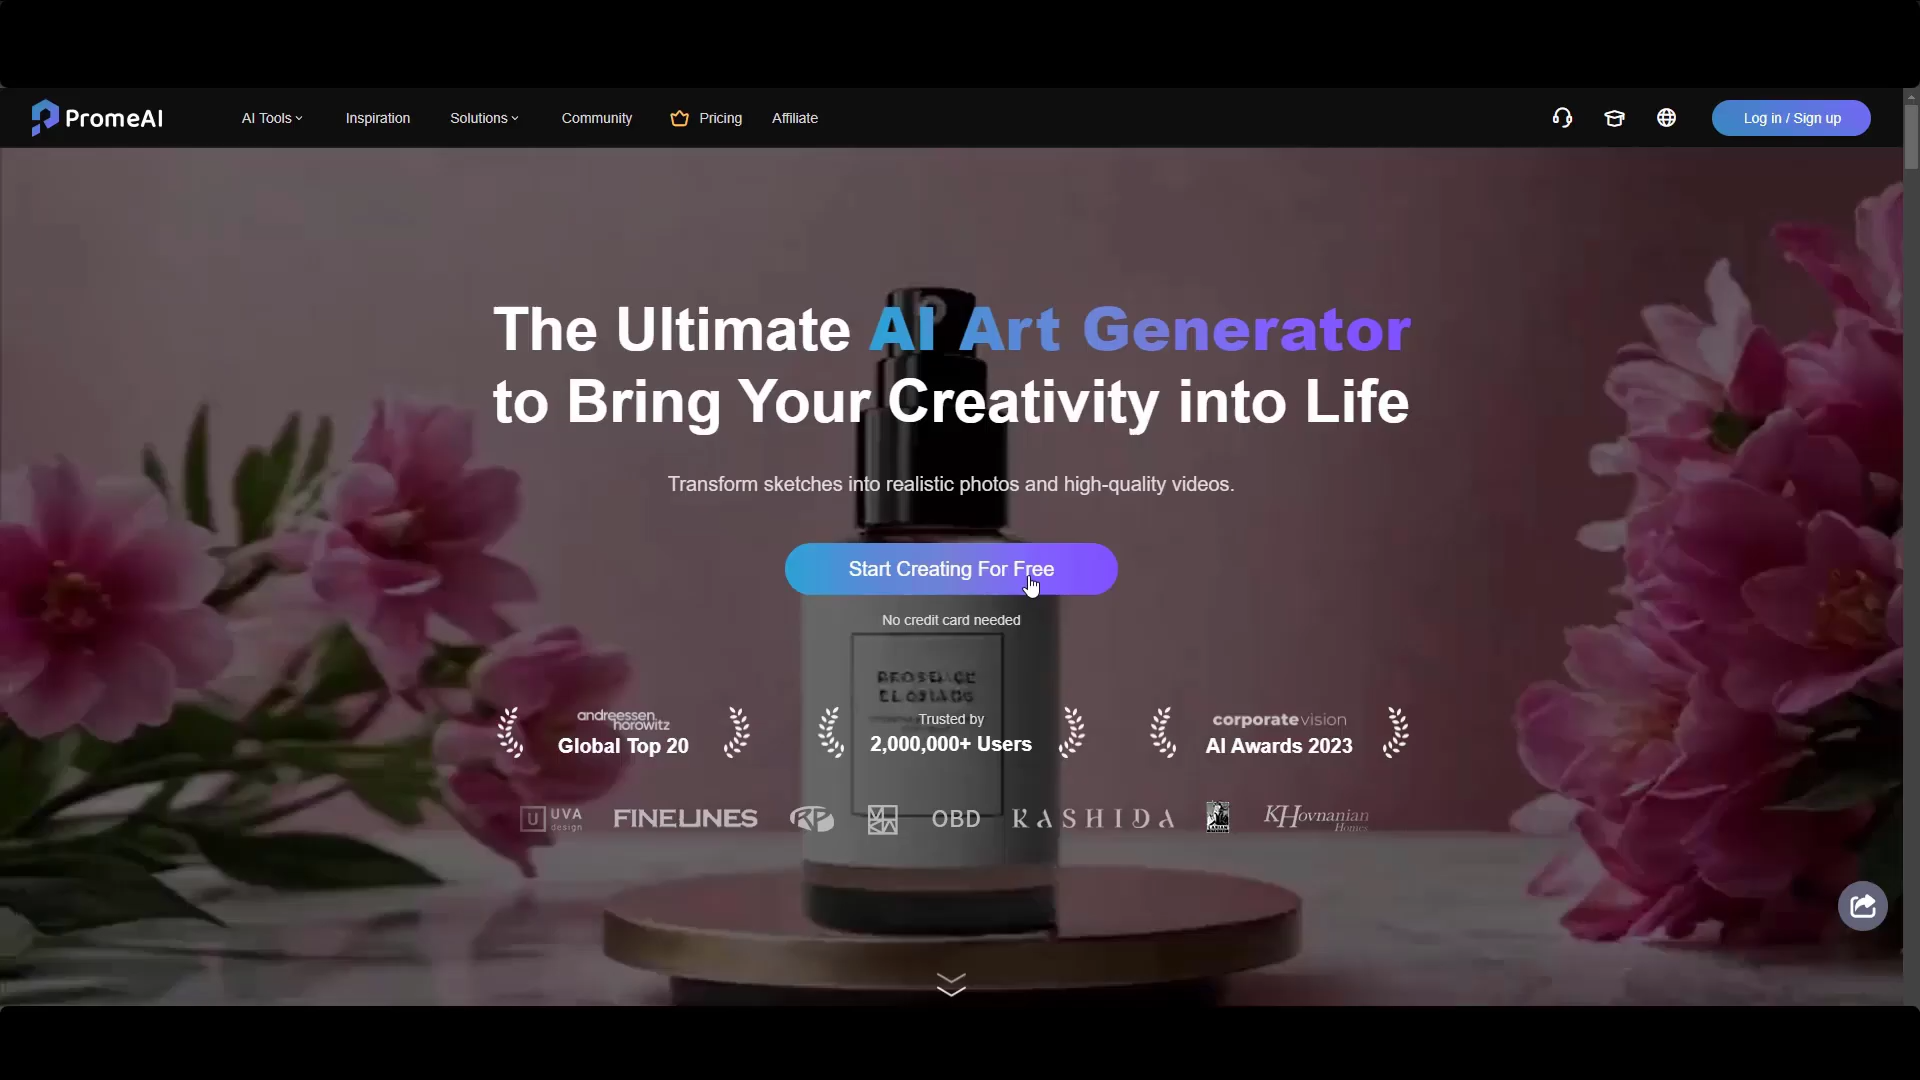 PromeAI
AI Tools
Inspiration
Solutions
Community
Pricing
Affiliate
Log in / Sign up
The Ultimate AI Art Generator
to Bring Your Creativity into Life
Transform sketches into realistic photos and high-quality videos.
Start Creating For Free
No credit card needed
andreessen.
horowitz
Global Top 20
Trusted by
2,000,000+ Users
corporatevision
AI Awards 2023
U UVA
design
FINELINES
RP
OBD
KASHIDA
KHovnanian
Homes